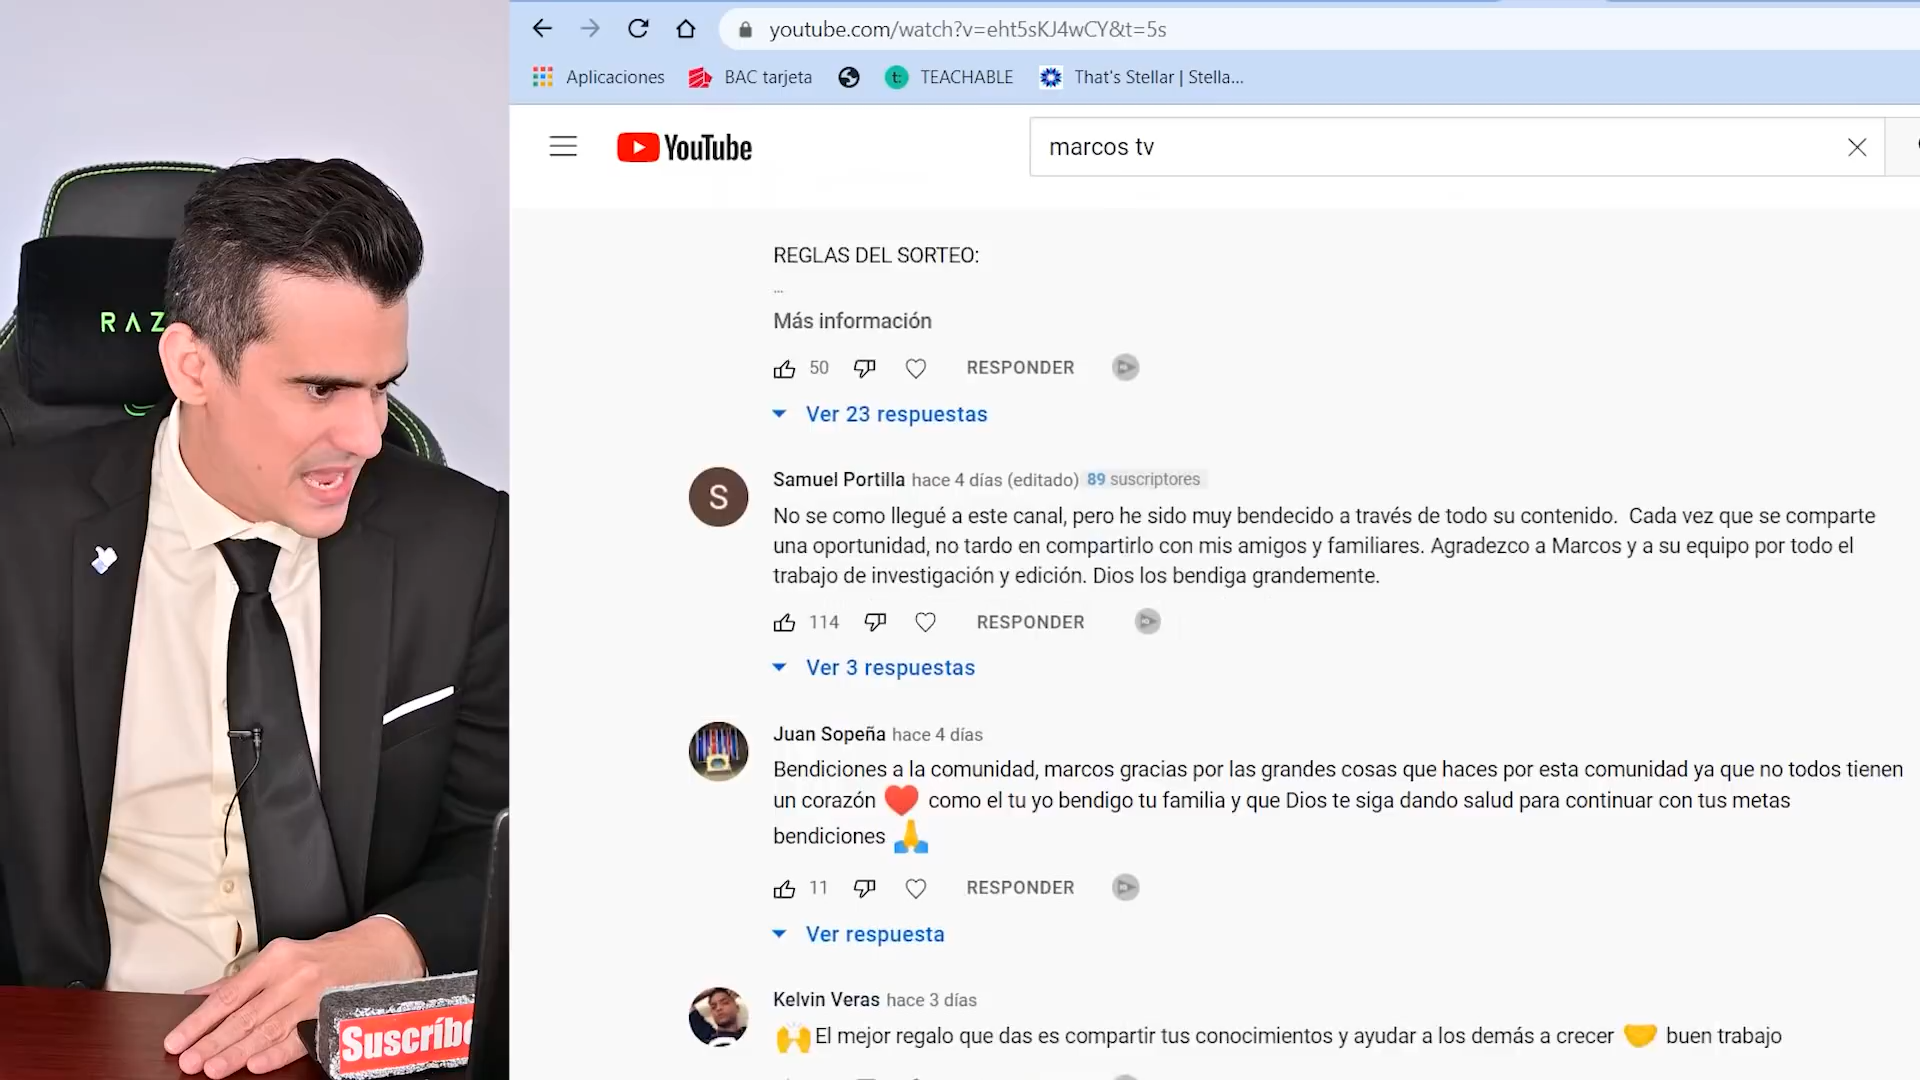 youtube.com/watch?v=eht5sKJ4wCY&t=5s
Aplicaciones BAC tarjeta t: TEACHABLE That's Stellar | Stella...
YouTube
marcos tv
REGLAS DEL SORTEO:
...
Más información
50 RESPONDER
Ver 23 respuestas
S
Samuel Portilla hace 4 días (editado) 89 suscriptores
No se como llegué a este canal, pero he sido muy bendecido a través de todo su contenido. Cada vez que se comparte
una oportunidad, no tardo en compartirlo con mis amigos y familiares. Agradezco a Marcos y a su equipo por todo el
trabajo de investigación y edición. Dios los bendiga grandemente.
114 RESPONDER
Ver 3 respuestas
Juan Sopeña hace 4 días
Bendiciones a la comunidad, marcos gracias por las grandes cosas que haces por esta comunidad ya que no todos tienen
un corazón ❤️ como el tu yo bendigo tu familia y que Dios te siga dando salud para continuar con tus metas
bendiciones 🙏
11 RESPONDER
Ver respuesta
Kelvin Veras hace 3 días
🙌El mejor regalo que das es compartir tus conocimientos y ayudar a los demás a crecer 🤝 buen trabajo
RAZ
Suscríbe